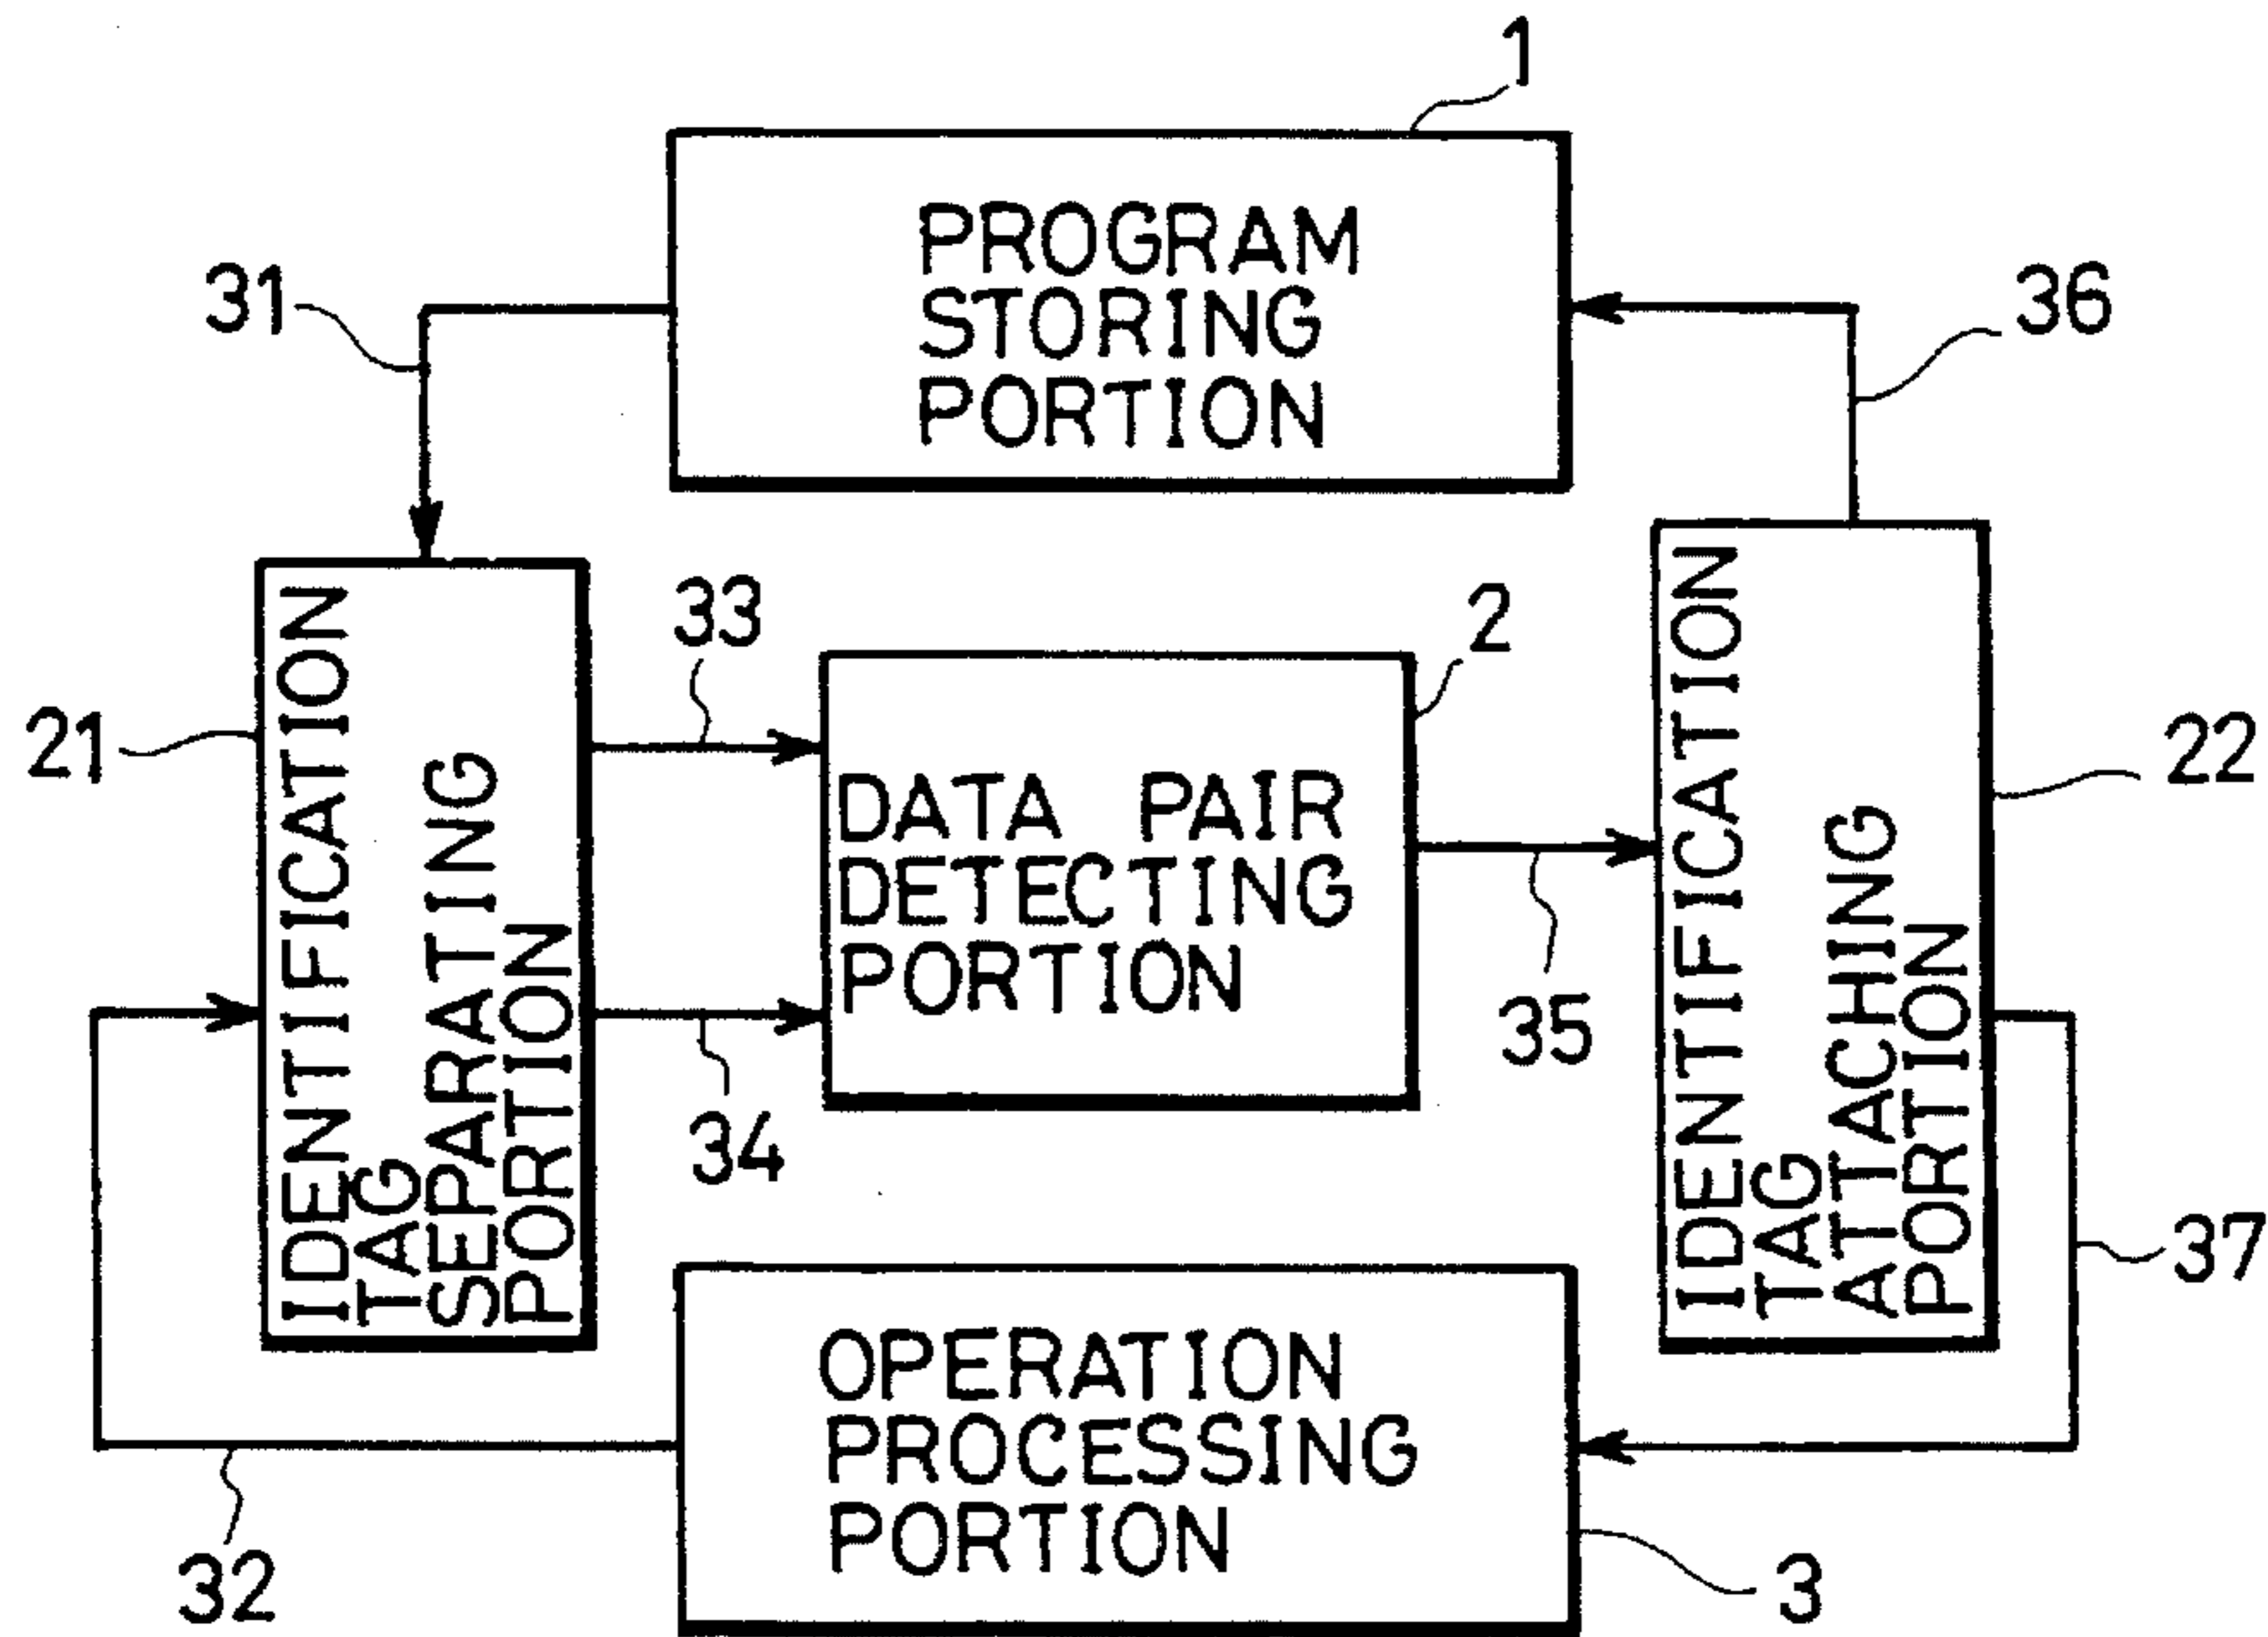 1
PROGRAM
STORING
PORTION
31
36
33
2
21
IDENTIFICATION
TAG
SEPARATING
PORTION
DATA PAIR
DETECTING
PORTION
IDENTIFICATION
TAG
ATTACHING
PORTION
22
34
35
37
OPERATION
PROCESSING
PORTION
32
3